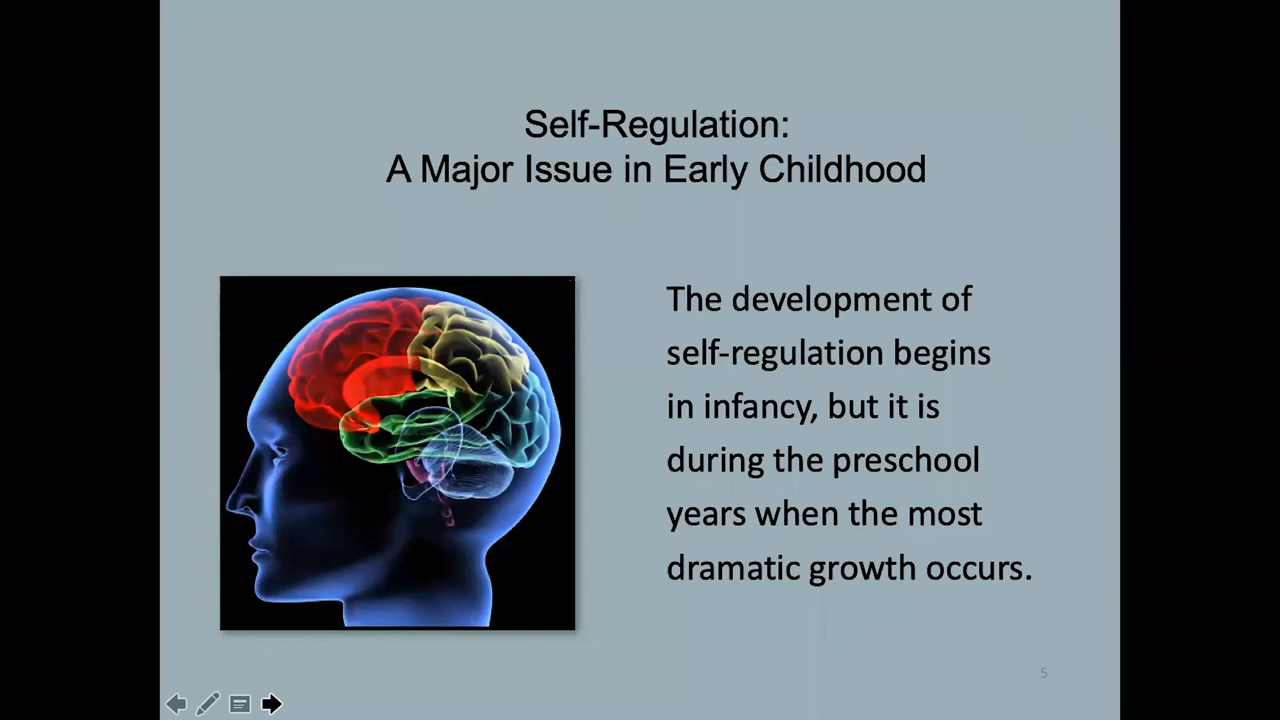 Self-Regulation:
A Major Issue in Early Childhood
The development of
self-regulation begins
in infancy, but it is
during the preschool
years when the most
dramatic growth occurs.
5